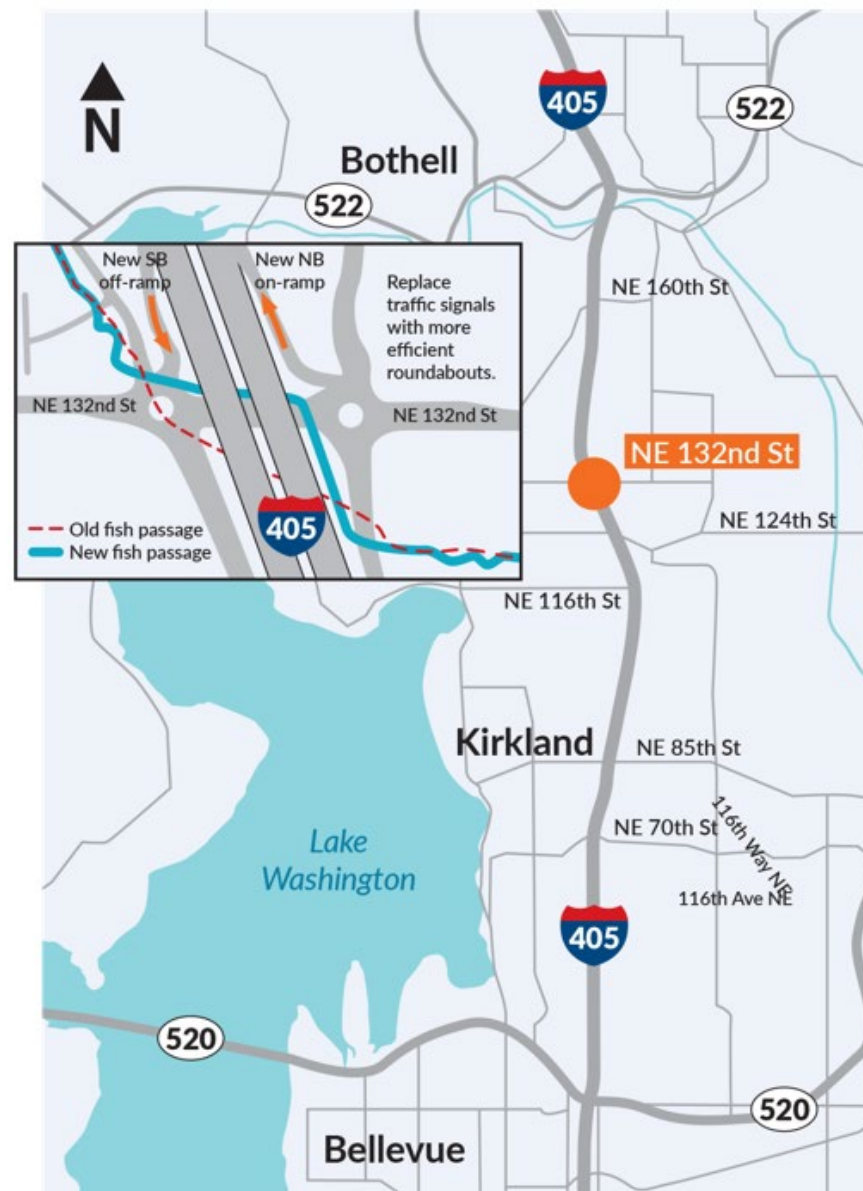 N
405
522
Bothell
522
New SB
off-ramp
New NB
on-ramp
Replace
traffic signals
with more
efficient
roundabouts.
NE 132nd St
NE 132nd St
405
Old fish passage
New fish passage
NE 160th St
NE 132nd St
NE 124th St
NE 116th St
Kirkland
NE 85th St
NE 70th St
116th Way NE
116th Ave NE
Lake
Washington
405
520
520
Bellevue